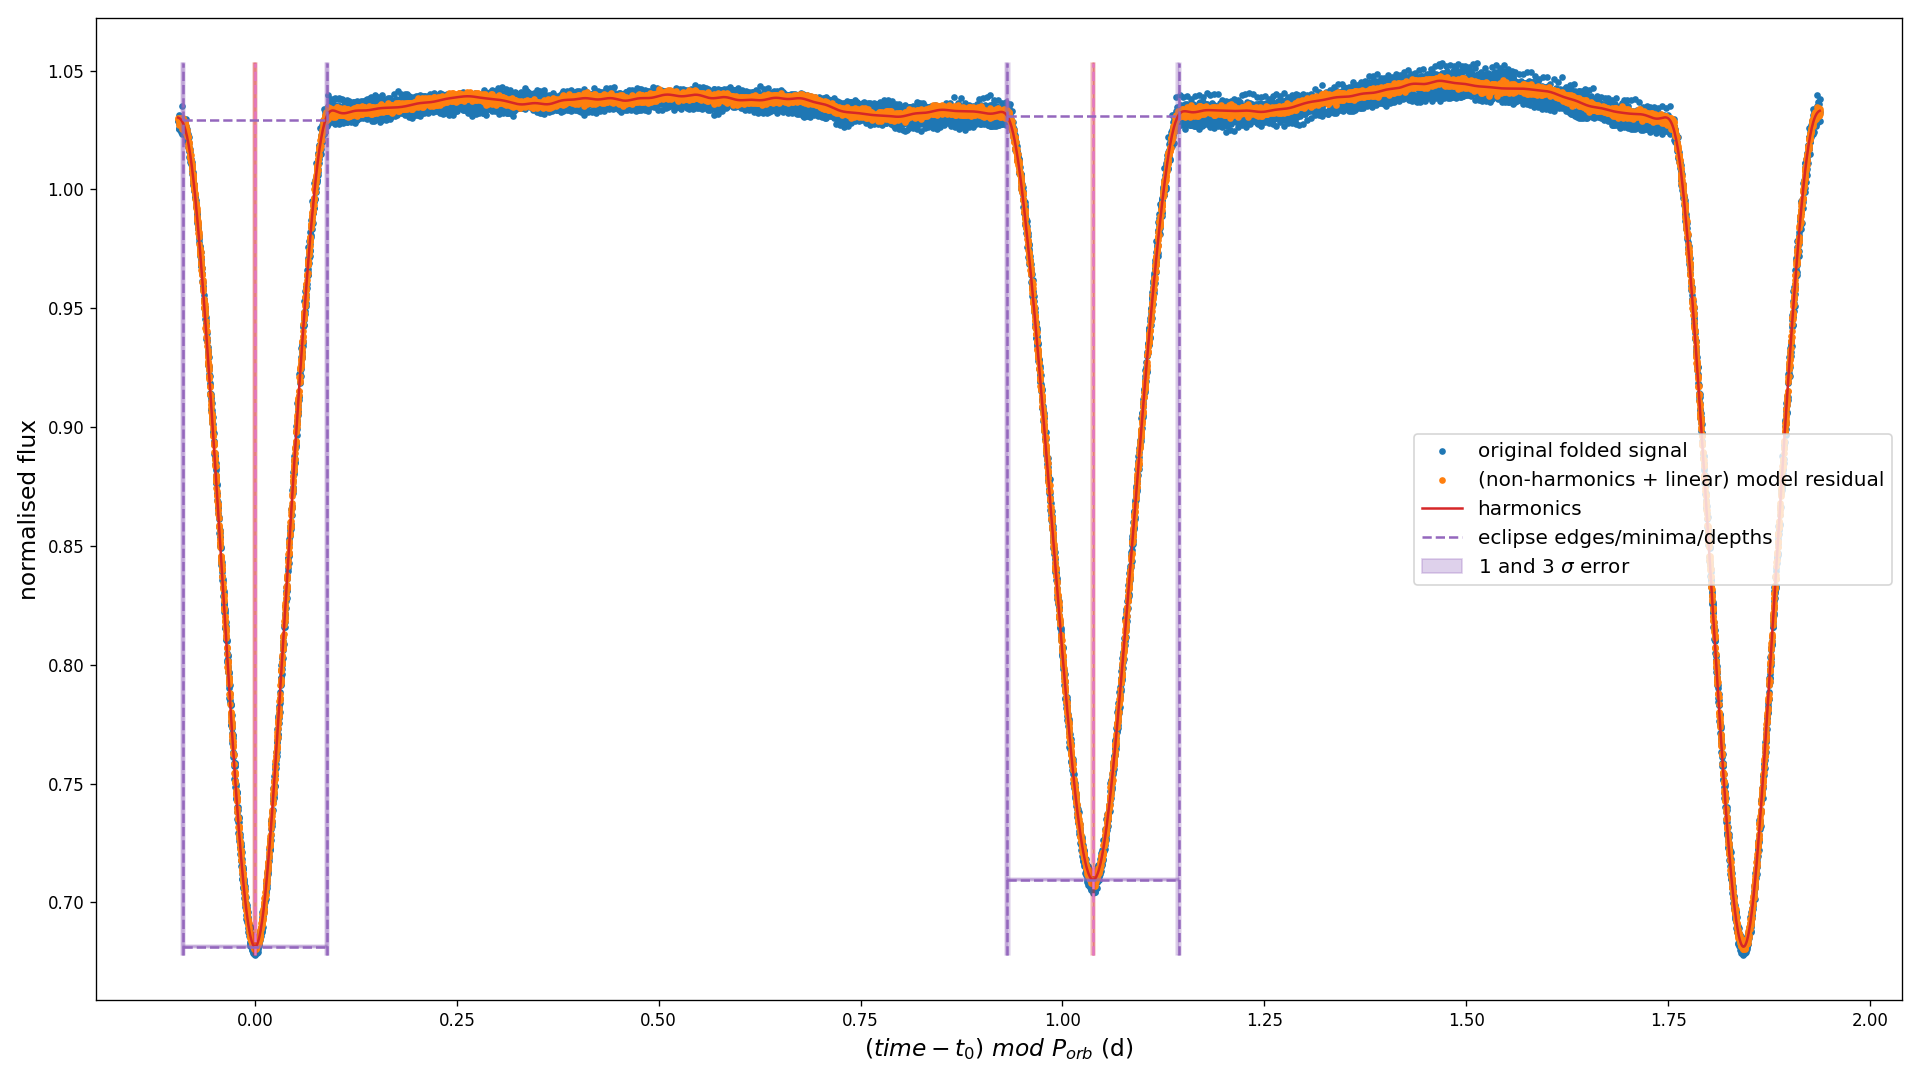 normalised flux
1.05
1.00
0.95
0.90
0.85
0.80
0.75
0.70
original folded signal
(non-harmonics + linear) model residual
harmonics
eclipse edges/minima/depths
1 and 3 σ error
0.00 0.25 0.50 0.75 1.00 1.25 1.50 1.75 2.00
(time − t₀) mod Pₒᵣb (d)